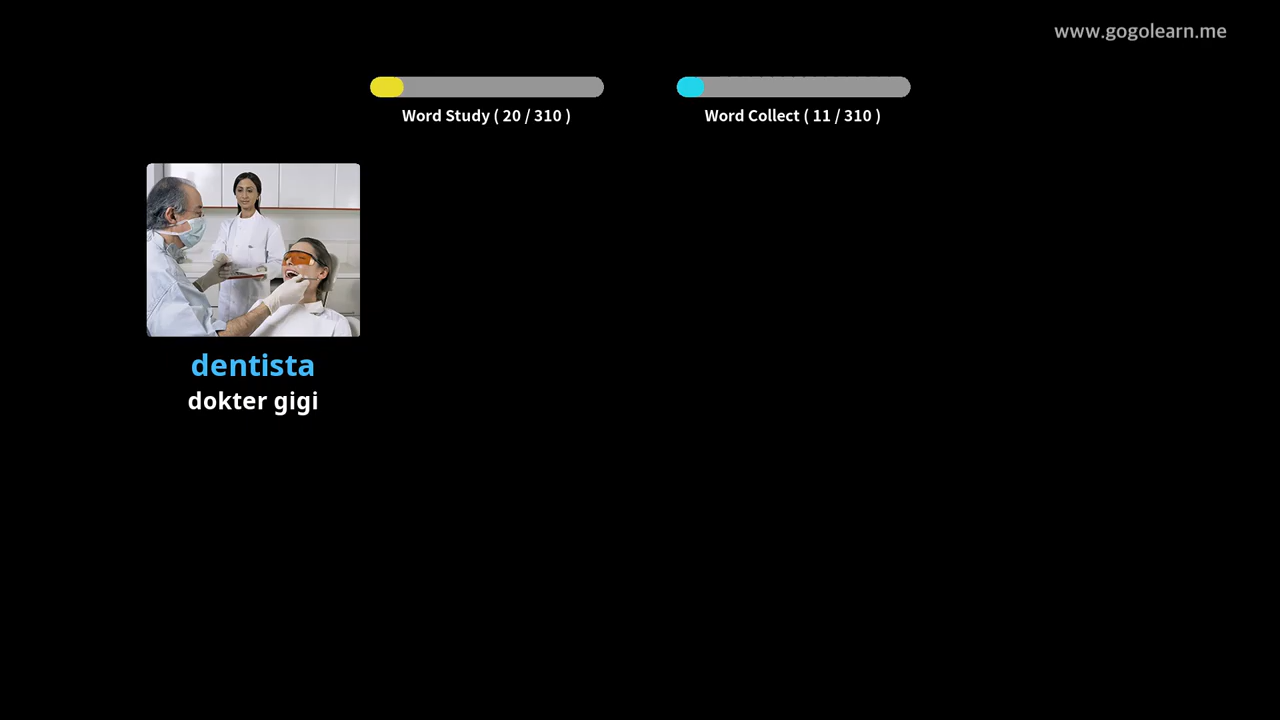 www.gogolearn.me
Word Study ( 20 / 310 )
Word Collect ( 11 / 310 )
dentista
dokter gigi